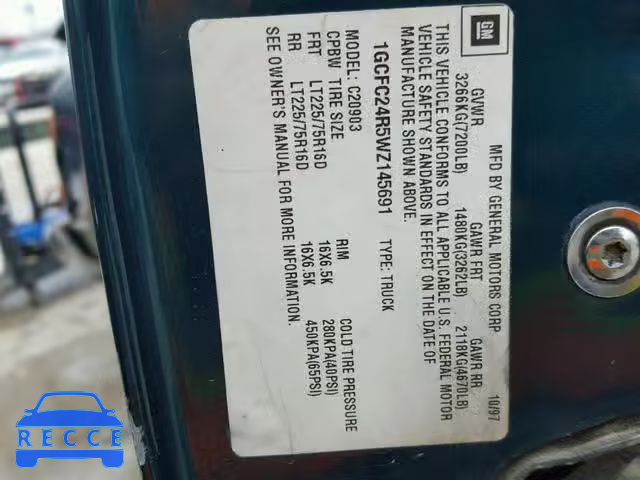 GM
MFD BY GENERAL MOTORS CORP 10/97
GVWR GAWR FRT GAWR RR
3266KG(7200LB) 1480KG(3262LB) 2118KG(4670LB)
THIS VEHICLE CONFORMS TO ALL APPLICABLE U.S. FEDERAL MOTOR
VEHICLE SAFETY STANDARDS IN EFFECT ON THE DATE OF
MANUFACTURE SHOWN ABOVE.
1GCFC24R5WZ145691 TYPE: TRUCK
C20903
CPBW TIRE SIZE RIM COLD TIRE PRESSURE
FRT LT225/75R16D 16X6.5K 280KPA(40PSI)
RR LT225/75R16D 16X6.5K 450KPA(65PSI)
SEE OWNER'S MANUAL FOR MORE INFORMATION.
RECCE